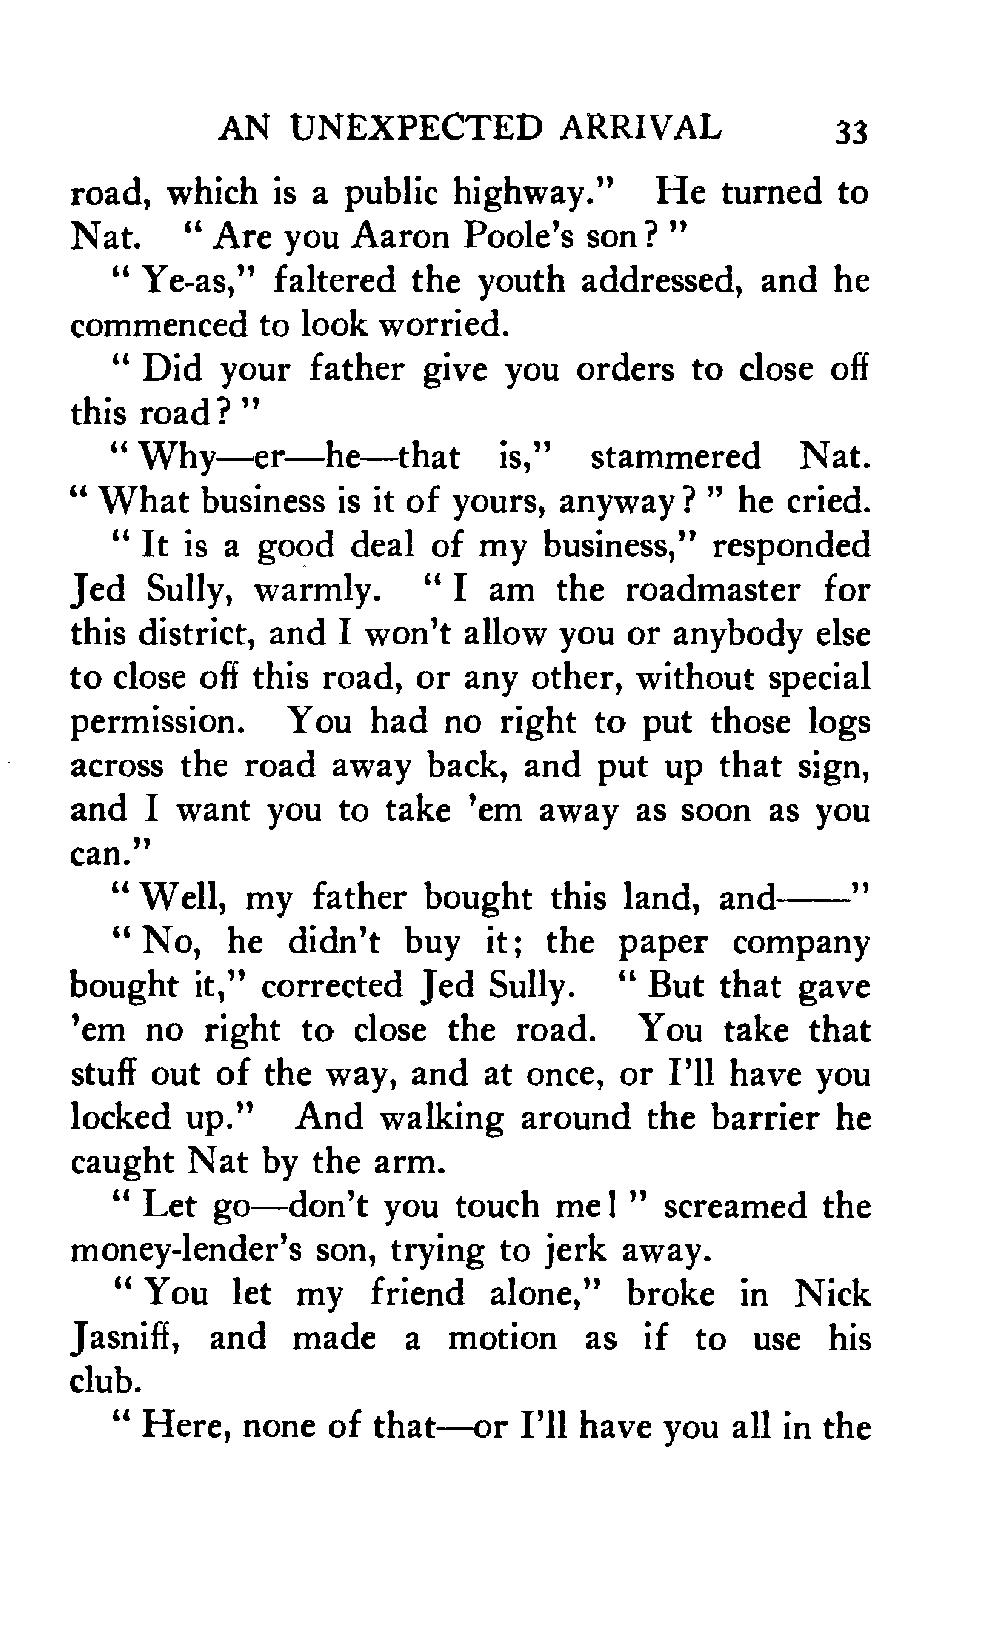 AN UNEXPECTED ARRIVAL 33
road, which is a public highway." He turned to
Nat. " Are you Aaron Poole's son? "
" Ye-as," faltered the youth addressed, and he
commenced to look worried.
" Did your father give you orders to close off
this road? "
" Why—er—he—that is," stammered Nat.
" What business is it of yours, anyway? " he cried.
" It is a good deal of my business," responded
Jed Sully, warmly. " I am the roadmaster for
this district, and I won't allow you or anybody else
to close off this road, or any other, without special
permission. You had no right to put those logs
across the road away back, and put up that sign,
and I want you to take 'em away as soon as you
can."
" Well, my father bought this land, and——"
" No, he didn't buy it; the paper company
bought it," corrected Jed Sully. " But that gave
'em no right to close the road. You take that
stuff out of the way, and at once, or I'll have you
locked up." And walking around the barrier he
caught Nat by the arm.
" Let go—don't you touch me! " screamed the
money-lender's son, trying to jerk away.
" You let my friend alone," broke in Nick
Jasniff, and made a motion as if to use his
club.
" Here, none of that—or I'll have you all in the